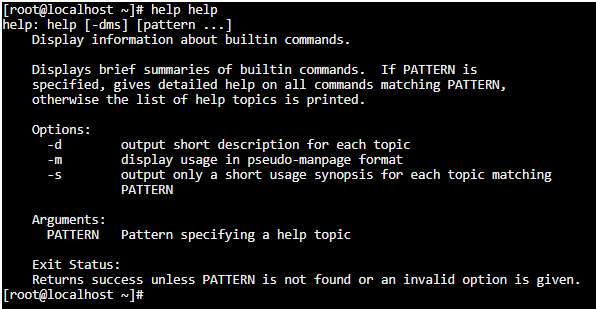 [root@localhost ~]# help help
help: help [-dms] [pattern ...]
    Display information about builtin commands.

    Displays brief summaries of builtin commands.  If PATTERN is
    specified, gives detailed help on all commands matching PATTERN,
    otherwise the list of help topics is printed.

    Options:
      -d        output short description for each topic
      -m        display usage in pseudo-manpage format
      -s        output only a short usage synopsis for each topic matching
                PATTERN

    Arguments:
      PATTERN   Pattern specifying a help topic

    Exit Status:
    Returns success unless PATTERN is not found or an invalid option is given.
[root@localhost ~]#